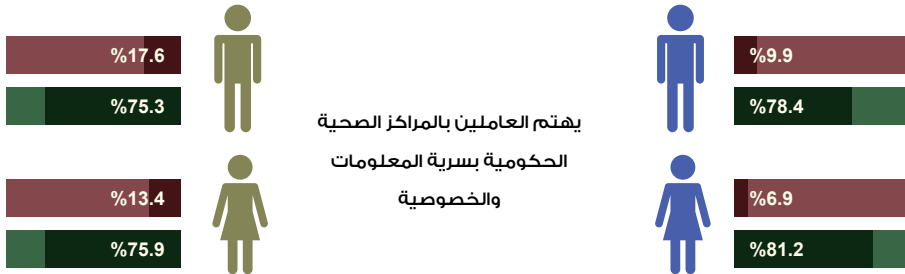 %9.9
%17.6
%78.4
%75.3
يهتم العاملين بالمراكز الصحية
الحكومية بسرية المعلومات
والخصوصية
%6.9
%13.4
%81.2
%75.9